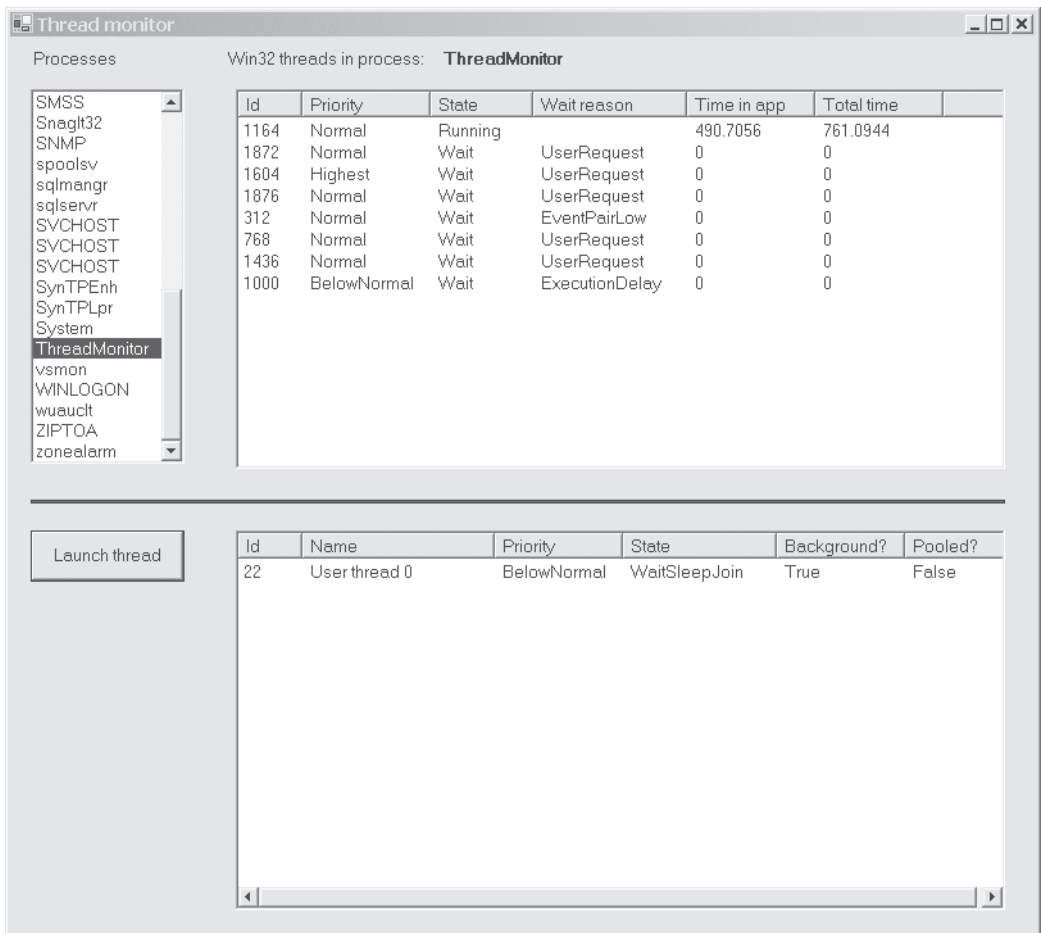 Thread monitor
Processes
Win32 threads in process: ThreadMonitor
SMSS
SnagIt32
SNMP
spoolsv
sqlmangr
sqlservr
SVCHOST
SVCHOST
SVCHOST
SynTPEnh
SynTPLpr
System
ThreadMonitor
vsmon
WINLOGON
wuauclt
ZIPTOA
zonealarm
Id Priority State Wait reason Time in app Total time
1164 Normal Running 490.7056 761.0944
1872 Normal Wait UserRequest 0 0
1604 Highest Wait UserRequest 0 0
1876 Normal Wait UserRequest 0 0
312 Normal Wait EventPairLow 0 0
768 Normal Wait UserRequest 0 0
1436 Normal Wait UserRequest 0 0
1000 BelowNormal Wait ExecutionDelay 0 0
Launch thread
Id Name Priority State Background? Pooled?
22 User thread 0 BelowNormal WaitSleepJoin True False